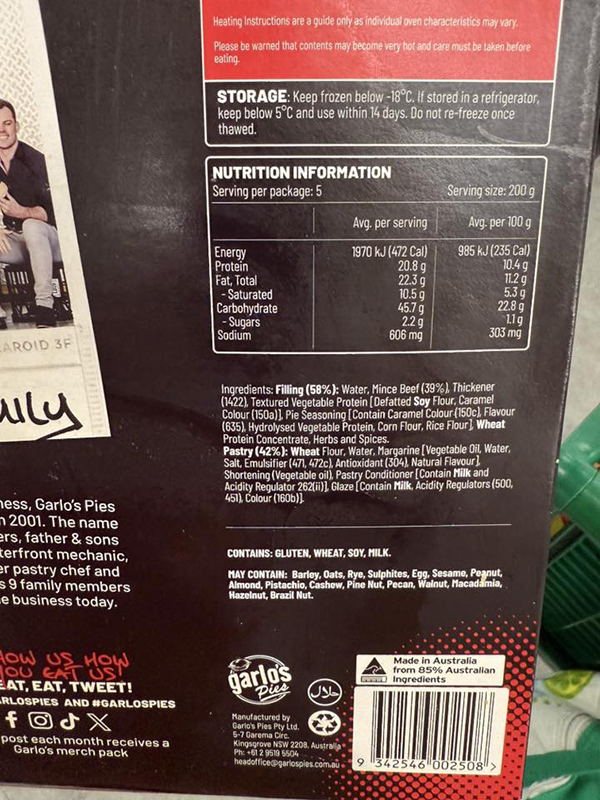 Heating Instructions are a guide only as individual oven characteristics may vary.
Please be warned that contents may become very hot and care must be taken before
eating.
STORAGE: Keep frozen below -18°C. If stored in a refrigerator,
keep below 5°C and use within 14 days. Do not re-freeze once
thawed.
NUTRITION INFORMATION
Serving per package: 5 Serving size: 200 g
Avg. per serving Avg. per 100 g
Energy 1970 kJ (472 Cal) 985 kJ (235 Cal)
Protein 20.8 g 10.4 g
Fat, Total 22.3 g 11.2 g
- Saturated 10.5 g 5.3 g
Carbohydrate 45.7 g 22.8 g
- Sugars 2.2 g 1.1 g
Sodium 606 mg 303 mg
Ingredients: Filling (58%): Water, Mince Beef (39%), Thickener
(1422), Textured Vegetable Protein [Defatted Soy Flour, Caramel
Colour (150a)], Pie Seasoning [Contain Caramel Colour (150c), Flavour
(635), Hydrolysed Vegetable Protein, Corn Flour, Rice Flour], Wheat
Protein Concentrate, Herbs and Spices.
Pastry (42%): Wheat Flour, Water, Margarine [Vegetable Oil, Water,
Salt, Emulsifier (471, 472c), Antioxidant (304), Natural Flavour],
Shortening (Vegetable oil), Pastry Conditioner [Contain Milk and
Acidity Regulator 262(ii)], Glaze [Contain Milk, Acidity Regulators (500,
451), Colour (160b)].
CONTAINS: GLUTEN, WHEAT, SOY, MILK.
MAY CONTAIN: Barley, Oats, Rye, Sulphites, Egg, Sesame, Peanut,
Almond, Pistachio, Cashew, Pine Nut, Pecan, Walnut, Macadamia,
Hazelnut, Brazil Nut.
AROID 3F
ness, Garlo's Pies
n 2001. The name
ers, father & sons
terfront mechanic,
er pastry chef and
s 9 family members
e business today.
HOW US HOW
YOU EAT US!
EAT, EAT, TWEET!
ARLOSPIES AND #GARLOSPIES
post each month receives a
Garlo's merch pack
garlo's
Pies
حلال
Manufactured by
Garlo's Pies Pty Ltd.
5-7 Garema Circ.
Kingsgrove NSW 2208, Australia
Ph: +61 2 9519 5504
headoffice@garlospies.com.au
Made in Australia
from 85% Australian
Ingredients
9 342546 002508 >